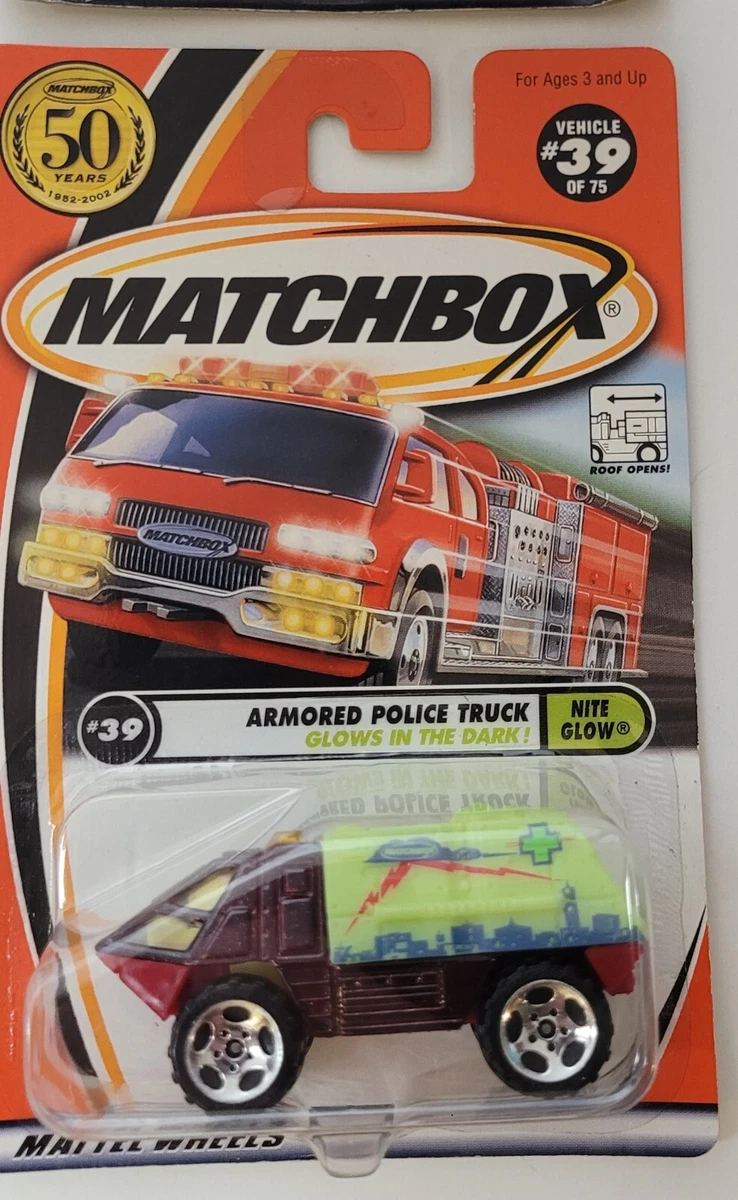 MATCHBOX
50
YEARS
1952-2002
For Ages 3 and Up
VEHICLE
#39
OF 75
MATCHBOX®
ROOF OPENS!
MATCHBOX
#39
ARMORED POLICE TRUCK
GLOWS IN THE DARK!
NITE
GLOW®
MATTEL WHEELS